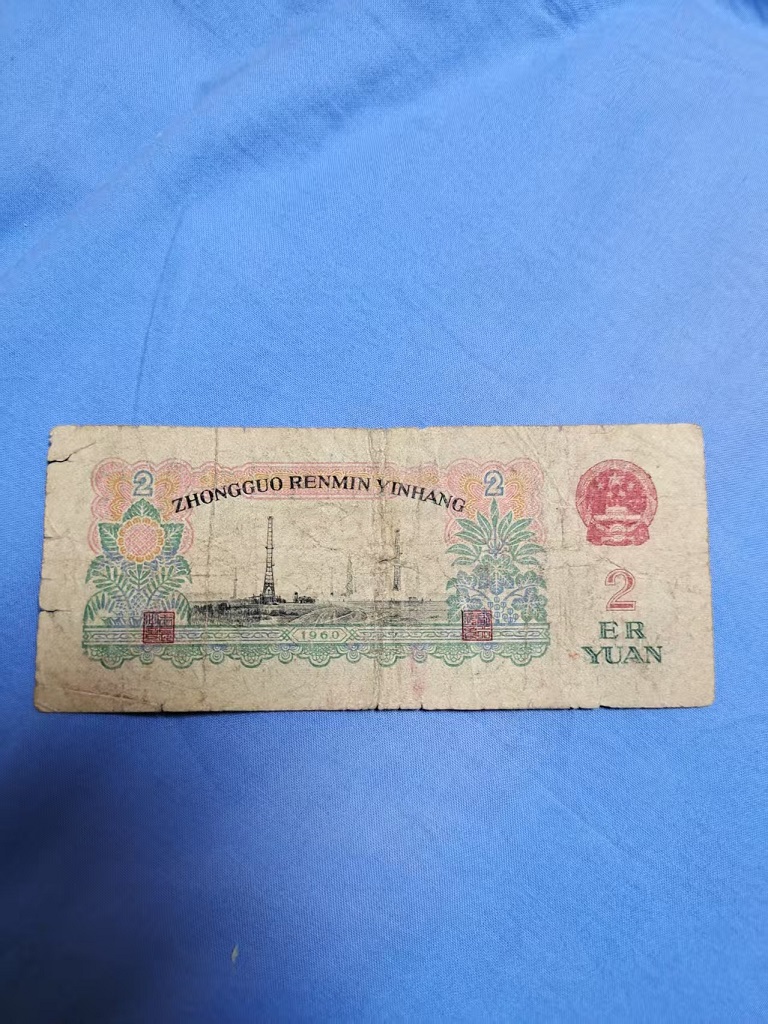 2 2
ZHONGGUO RENMIN YINHANG
2
ER
YUAN
1960